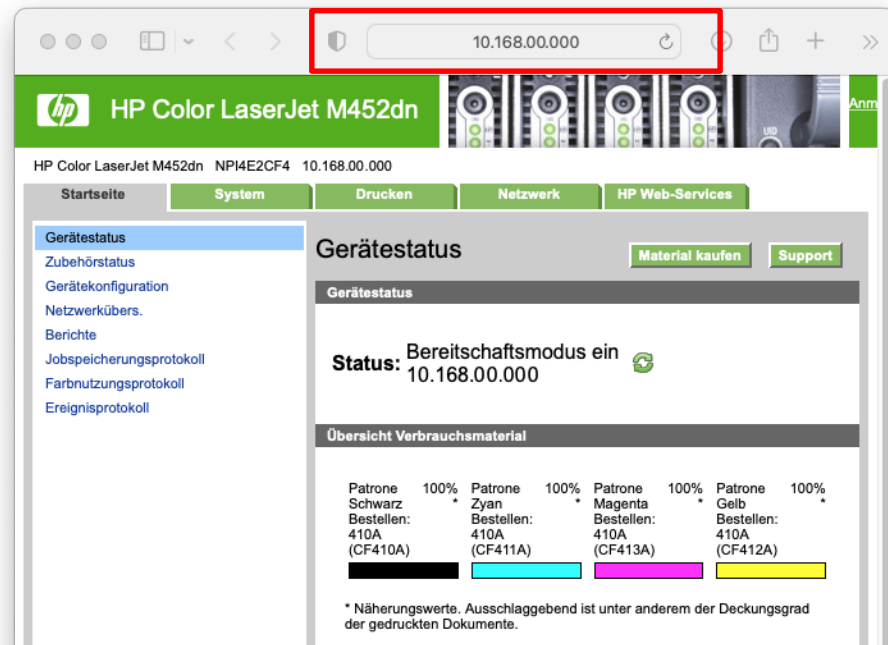 10.168.00.000
hp HP Color LaserJet M452dn
Anm
UID
HP Color LaserJet M452dn NPI4E2CF4 10.168.00.000
Startseite System Drucken Netzwerk HP Web-Services
Gerätestatus
Zubehörstatus
Gerätekonfiguration
Netzwerkübers.
Berichte
Jobspeicherungsprotokoll
Farbnutzungsprotokoll
Ereignisprotokoll
Gerätestatus
Material kaufen Support
Gerätestatus
Status: Bereitschaftsmodus ein
10.168.00.000
Übersicht Verbrauchsmaterial
Patrone 100% Patrone 100% Patrone 100% Patrone 100%
Schwarz * Zyan * Magenta * Gelb *
Bestellen: Bestellen: Bestellen: Bestellen:
410A 410A 410A 410A
(CF410A) (CF411A) (CF413A) (CF412A)
* Näherungswerte. Ausschlaggebend ist unter anderem der Deckungsgrad
der gedruckten Dokumente.